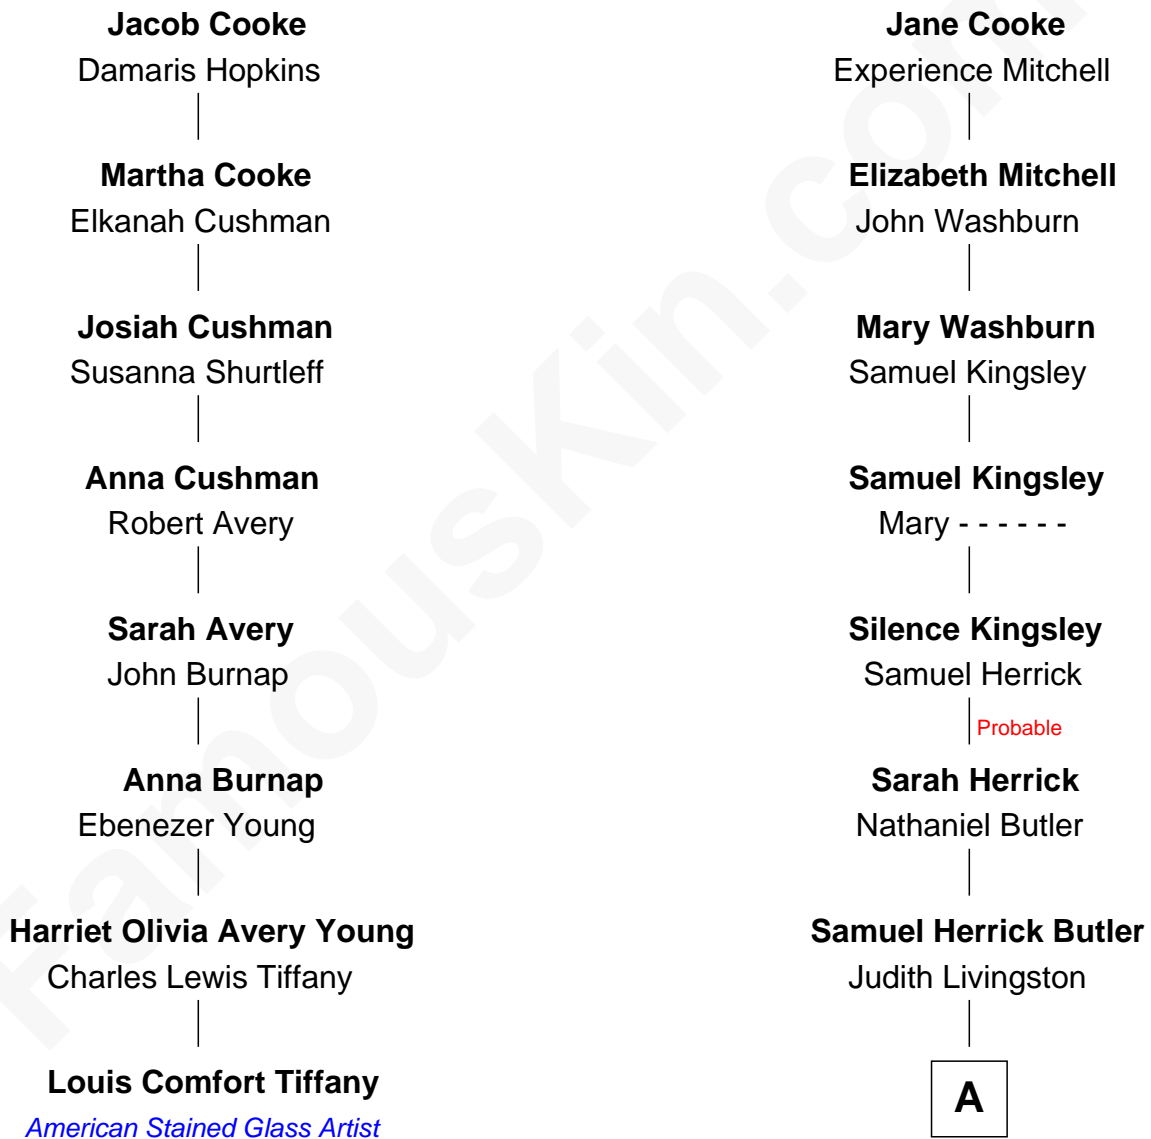 Jacob Cooke
Damaris Hopkins
Martha Cooke
Elkanah Cushman
Josiah Cushman
Susanna Shurtleff
Anna Cushman
Robert Avery
Sarah Avery
John Burnap
Anna Burnap
Ebenezer Young
Harriet Olivia Avery Young
Charles Lewis Tiffany
Louis Comfort Tiffany
American Stained Glass Artist
Jane Cooke
Experience Mitchell
Elizabeth Mitchell
John Washburn
Mary Washburn
Samuel Kingsley
Samuel Kingsley
Mary - - - - - -
Silence Kingsley
Samuel Herrick
Probable
Sarah Herrick
Nathaniel Butler
Samuel Herrick Butler
Judith Livingston
A
FamousKin.com